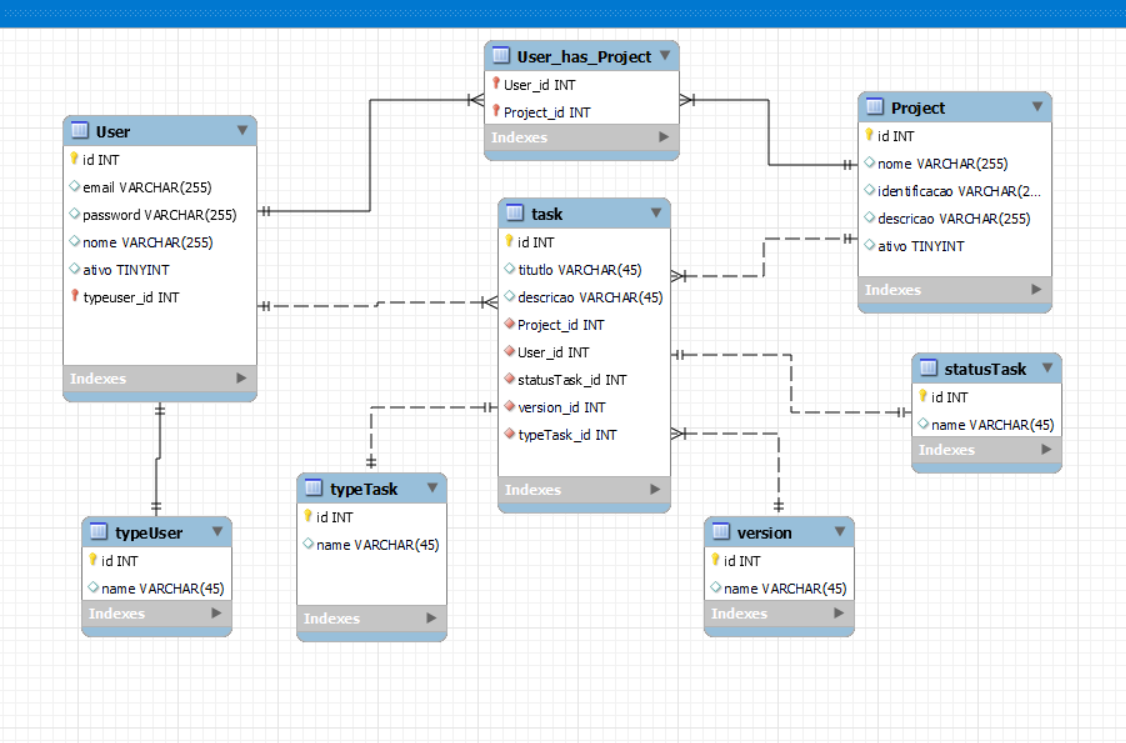 User_has_Project
User_id INT
Project_id INT
Indexes
User
id INT
email VARCHAR(255)
password VARCHAR(255)
nome VARCHAR(255)
ativo TINYINT
typeuser_id INT
Indexes
Project
id INT
nome VARCHAR(255)
identificacao VARCHAR(2...
descricao VARCHAR(255)
ativo TINYINT
Indexes
task
id INT
titutlo VARCHAR(45)
descricao VARCHAR(45)
Project_id INT
User_id INT
statusTask_id INT
version_id INT
typeTask_id INT
Indexes
statusTask
id INT
name VARCHAR(45)
Indexes
typeUser
id INT
name VARCHAR(45)
Indexes
typeTask
id INT
name VARCHAR(45)
Indexes
version
id INT
name VARCHAR(45)
Indexes